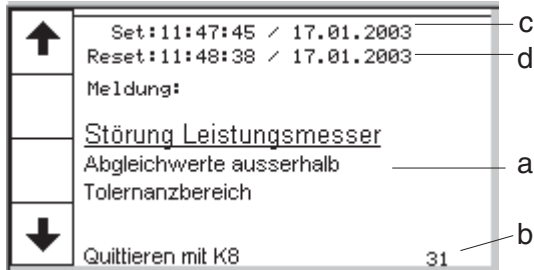 Set:11:47:45 / 17.01.2003 c
Reset:11:48:38 / 17.01.2003 d
Meldung:
Störung Leistungsmesser
Abgleichwerte ausserhalb a
Tolernanzbereich
b
Quittieren mit K8 31